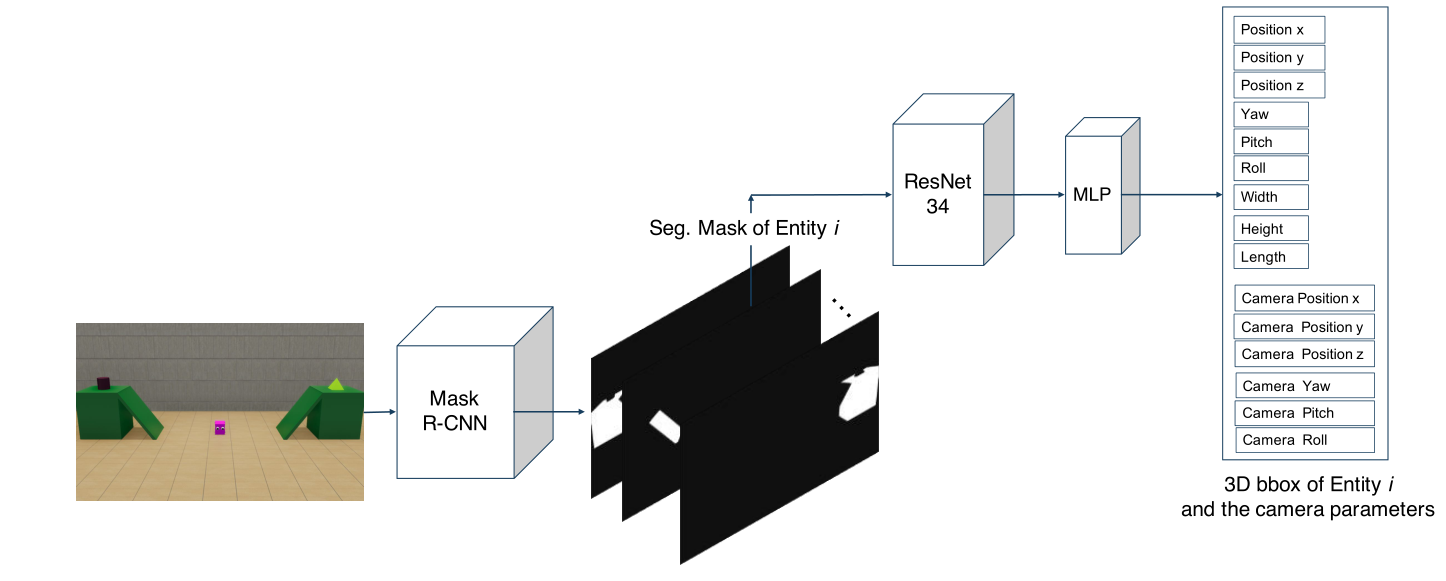 Mask
R-CNN
Seg. Mask of Entity i
ResNet
34
MLP
Position x
Position y
Position z
Yaw
Pitch
Roll
Width
Height
Length
Camera Position x
Camera Position y
Camera Position z
Camera Yaw
Camera Pitch
Camera Roll
3D bbox of Entity i
and the camera parameters